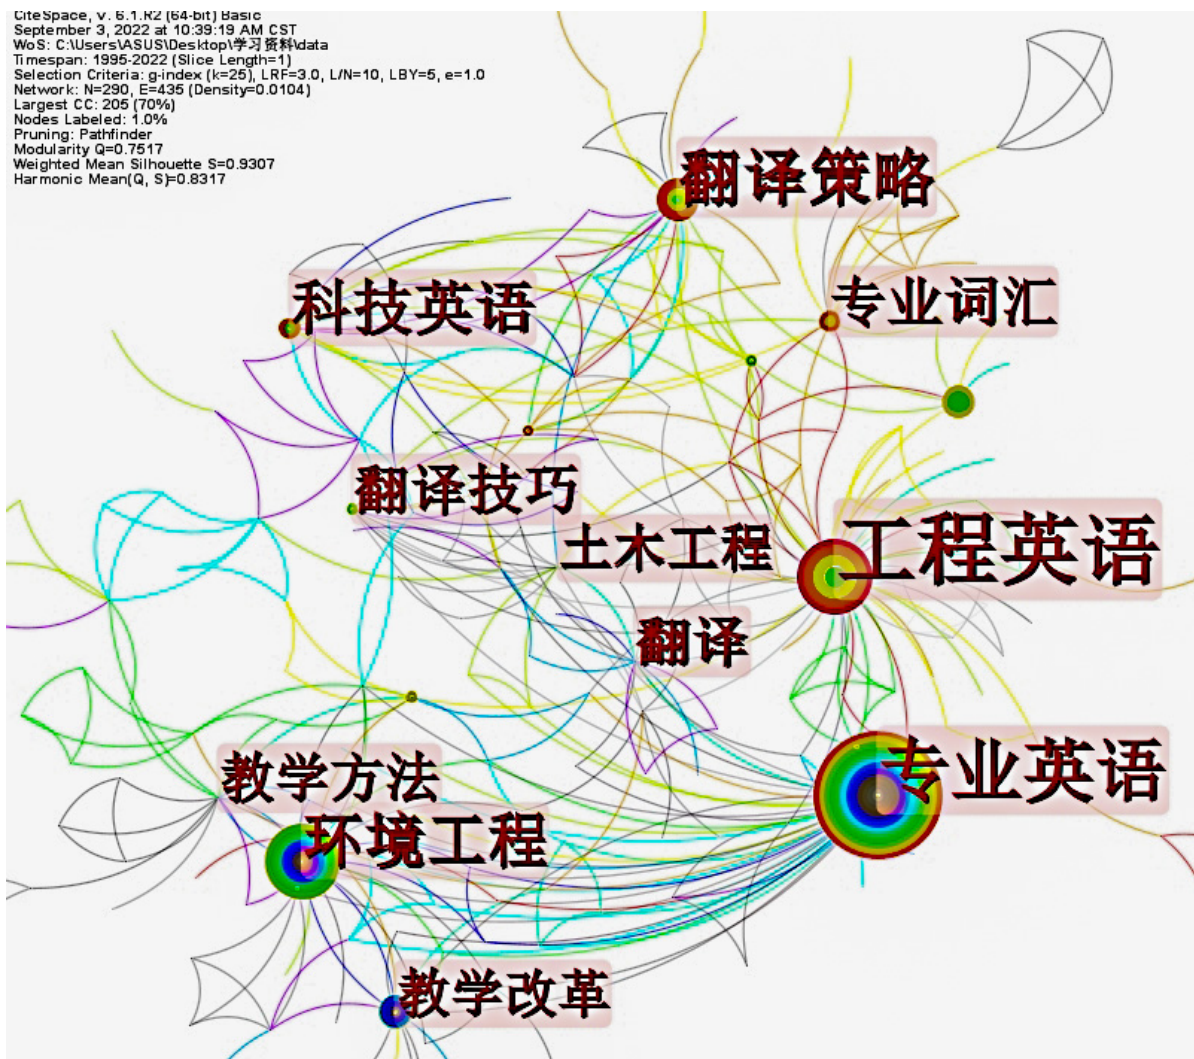 CiteSpace, v. 6.1.R2 (64-bit) Basic
September 3, 2022 at 10:39:19 AM CST
WoS: C:\Users\ASUS\Desktop\学习资料\data
Timespan: 1995-2022 (Slice Length=1)
Selection Criteria: g-index (k=25), LRF=3.0, L/N=10, LBY=5, e=1.0
Network: N=290, E=435 (Density=0.0104)
Largest CC: 205 (70%)
Nodes Labeled: 1.0%
Pruning: Pathfinder
Modularity Q=0.7517
Weighted Mean Silhouette S=0.9307
Harmonic Mean(Q, S)=0.8317
翻译策略
科技英语
专业词汇
翻译技巧
土木工程
工程英语
翻译
教学方法
专业英语
环境工程
教学改革